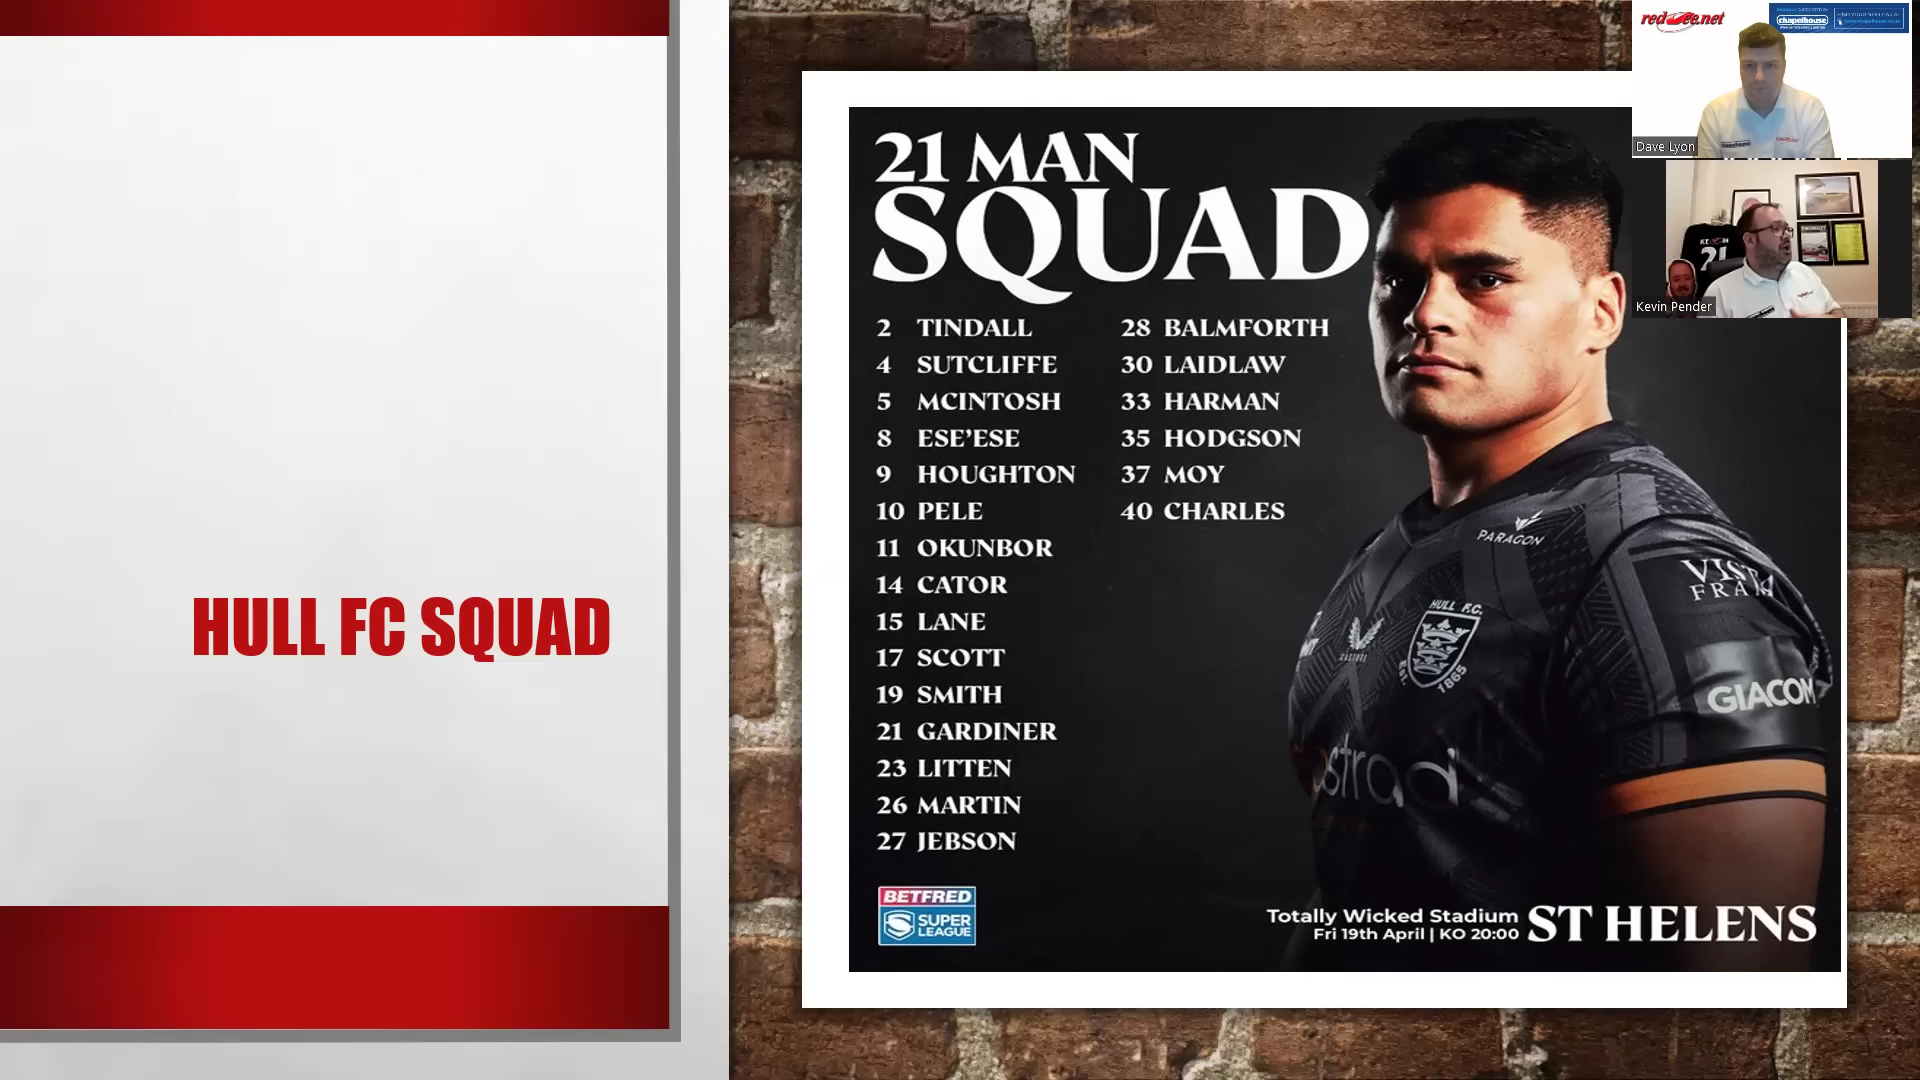 HULL FC SQUAD
21 MAN
SQUAD
2 TINDALL
4 SUTCLIFFE
5 MCINTOSH
8 ESE'ESE
9 HOUGHTON
10 PELE
11 OKUNBOR
14 CATOR
15 LANE
17 SCOTT
19 SMITH
21 GARDINER
23 LITTEN
26 MARTIN
27 JEBSON
28 BALMFORTH
30 LAIDLAW
33 HARMAN
35 HODGSON
37 MOY
40 CHARLES
BETFRED
SUPER
LEAGUE
Totally Wicked Stadium
Fri 19th April | KO 20:00
ST HELENS
PARAGON
HULL F.C.
EST. 1865
GIACOM
chapelhouse
Dave Lyon
21
Kevin Pender